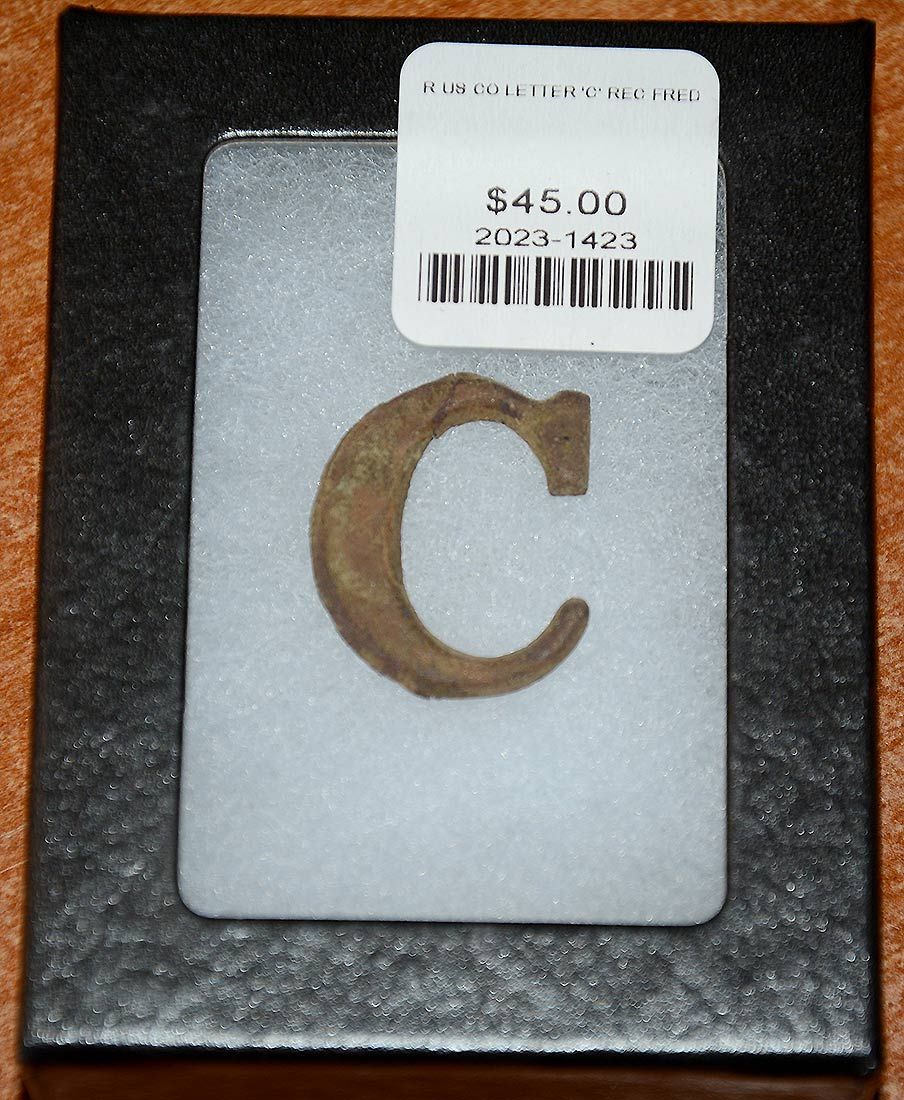 R US CO LETTER 'C' REC FRED
$45.00
2023-1423
C